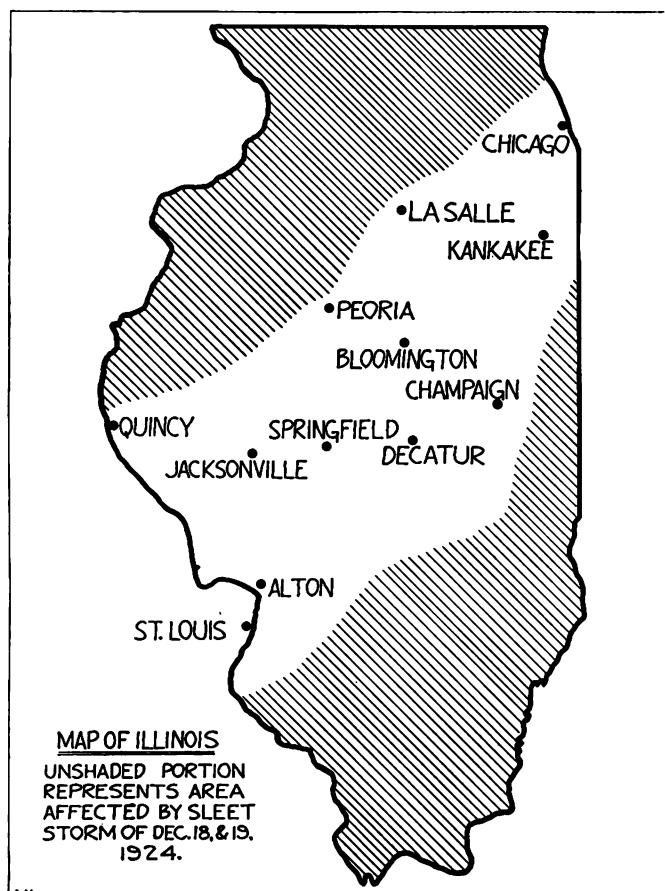 CHICAGO
LA SALLE
KANKAKEE
PEORIA
BLOOMINGTON
CHAMPAIGN
QUINCY
SPRINGFIELD
DECATUR
JACKSONVILLE
ALTON
ST. LOUIS
MAP OF ILLINOIS
UNSHADED PORTION
REPRESENTS AREA
AFFECTED BY SLEET
STORM OF DEC. 18, & 19,
1924.